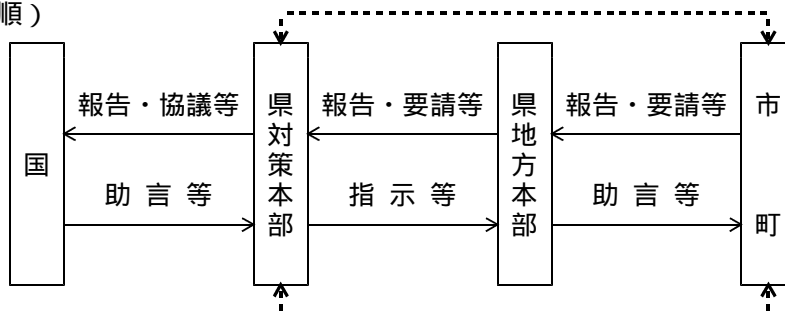 順）
国
報告・協議等
助言等
県対策本部
報告・要請等
指示等
県地方本部
報告・要請等
助言等
市町